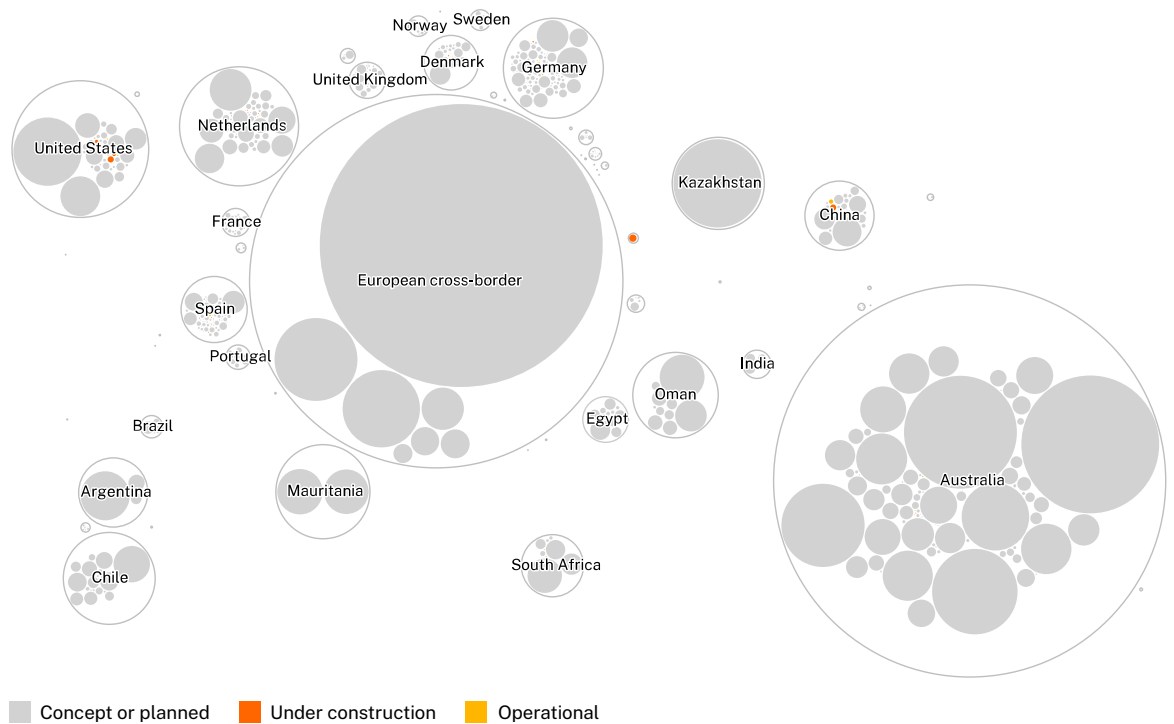 Norway
Sweden
Denmark
Germany
United Kingdom
Netherlands
United States
Kazakhstan
France
China
European cross-border
Spain
Portugal
India
Oman
Egypt
Brazil
Australia
Argentina
Mauritania
South Africa
Chile
Concept or planned
Under construction
Operational